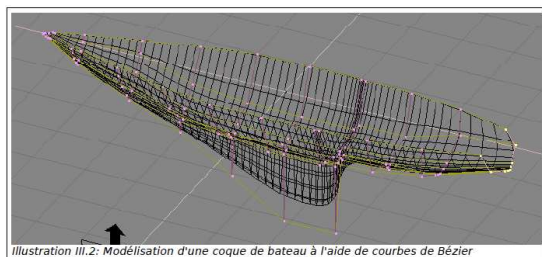 Illustration III.2: Modélisation d'une coque de bateau à l'aide de courbes de Bézier